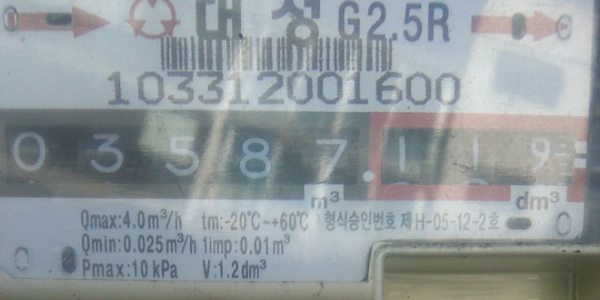 대성 G2.5R
103312001600
03587.119
m³ dm³
Qmax:4.0m³/h tm:-20℃~+60℃ 형식승인번호 제H-05-12-2호
Qmin:0.025m³/h 1imp:0.01m³
Pmax:10 kPa V:1.2dm³